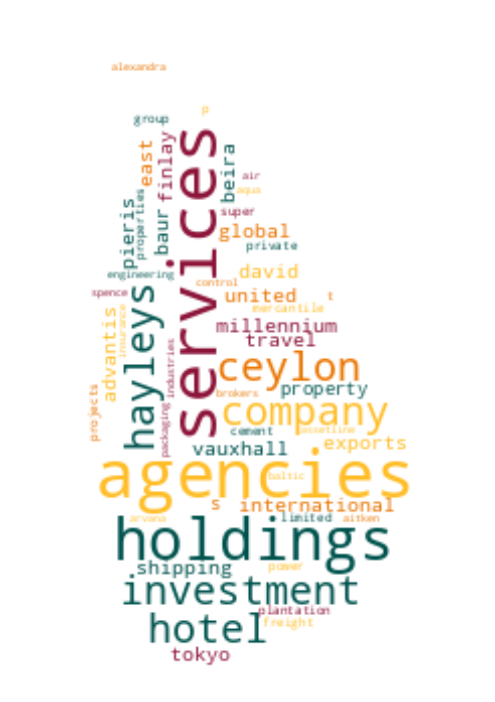 alexandra
p
group
services
finlay
east
beira
air
aqua
pieris
properties
baur
super
global
private
engineering
david
control
spence
united
t
hayleys
advantis
insurance
mercantile
millennium
travel
industries
packaging
ceylon
property
projects
brokers
company
cement
assetline
vauxhall
exports
agencies
baltic
s
international
arvana
limited
aitken
holdings
shipping
power
investment
plantation
hotel
freight
tokyo